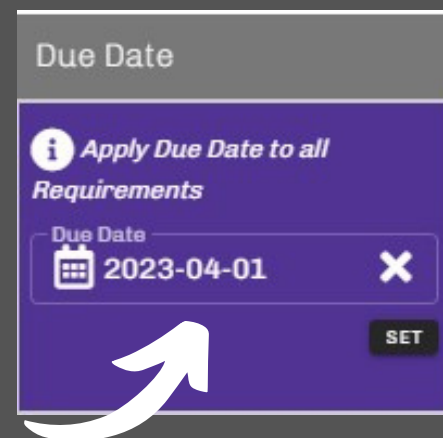 Due Date
Apply Due Date to all
Requirements
Due Date
2023-04-01
SET